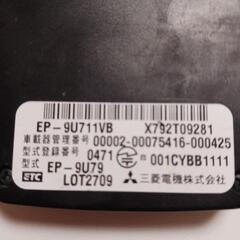 EP-9U711VB X792T09281
車載器管理番号 00002-00075416-000425
型式登録番号 0471 001CYBB1111
型式 EP-9U79
STC LOT2709 三菱電機株式会社